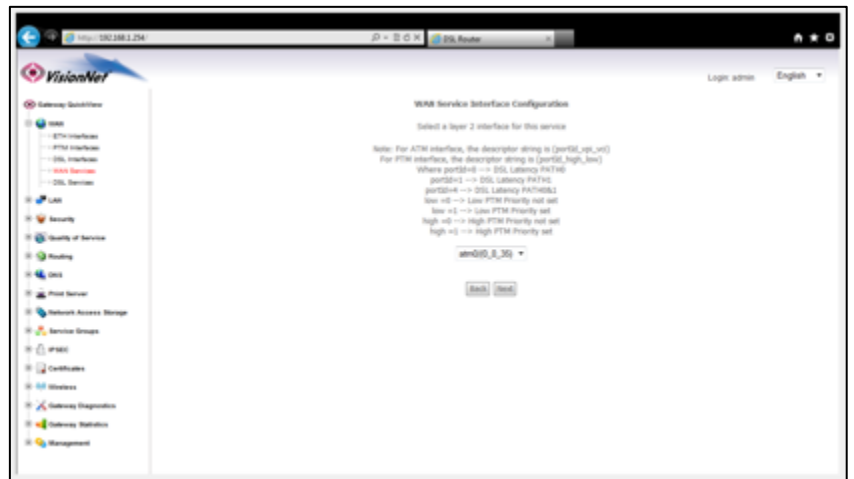 http://192.168.1.254/
DSL Router
VisionNet
Login: admin
English
Gateway QuickView
WAN
ETH Interfaces
PTM Interfaces
DSL Interfaces
WAN Services
DSL Services
LAN
Security
Quality of Service
Routing
DNS
Print Server
Network Access Storage
Service Groups
IPSEC
Certificates
Wireless
Gateway Diagnostics
Gateway Statistics
Management
WAN Service Interface Configuration
Select a layer 2 interface for this service
Note: For ATM interface, the descriptor string is (portId_vpi_vci)
For PTM interface, the descriptor string is (portId_high_low)
Where portId=0 --> DSL Latency PATH0
portId=1 --> DSL Latency PATH1
portId=4 --> DSL Latency PATH0&1
low =0 --> Low PTM Priority not set
low =1 --> Low PTM Priority set
high =0 --> High PTM Priority not set
high =1 --> High PTM Priority set
atm0/(0_0_35)
Back Next